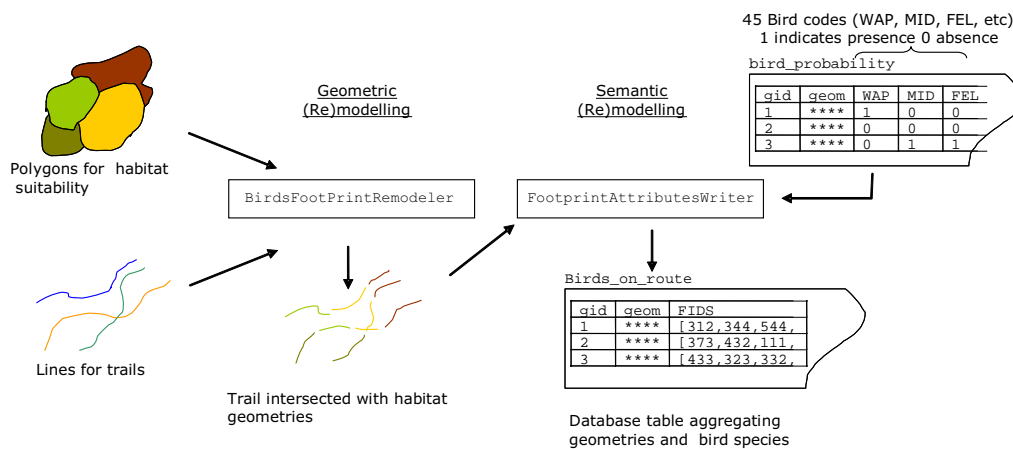 45 Bird codes (WAP, MID, FEL, etc)
1 indicates presence 0 absence
bird_probability
gid geom WAP MID FEL
1 **** 1 0 0
2 **** 0 0 0
3 **** 0 1 1
Geometric
(Re)modelling
Semantic
(Re)modelling
Polygons for habitat
suitability
BirdsFootPrintRemodeler
FootprintAttributesWriter
Lines for trails
Trail intersected with habitat
geometries
Birds_on_route
gid geom FIDS
1 **** [312,344,544,
2 **** [373,432,111,
3 **** [433,323,332,
Database table aggregating
geometries and bird species